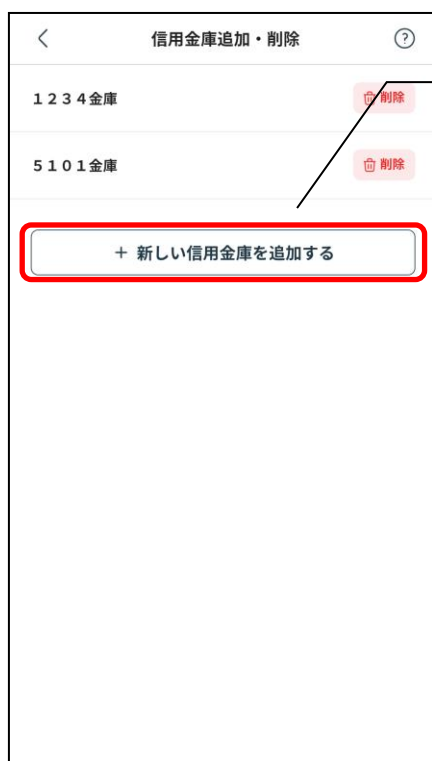 信用金庫追加・削除
１２３４金庫
削除
５１０１金庫
削除
＋ 新しい信用金庫を追加する